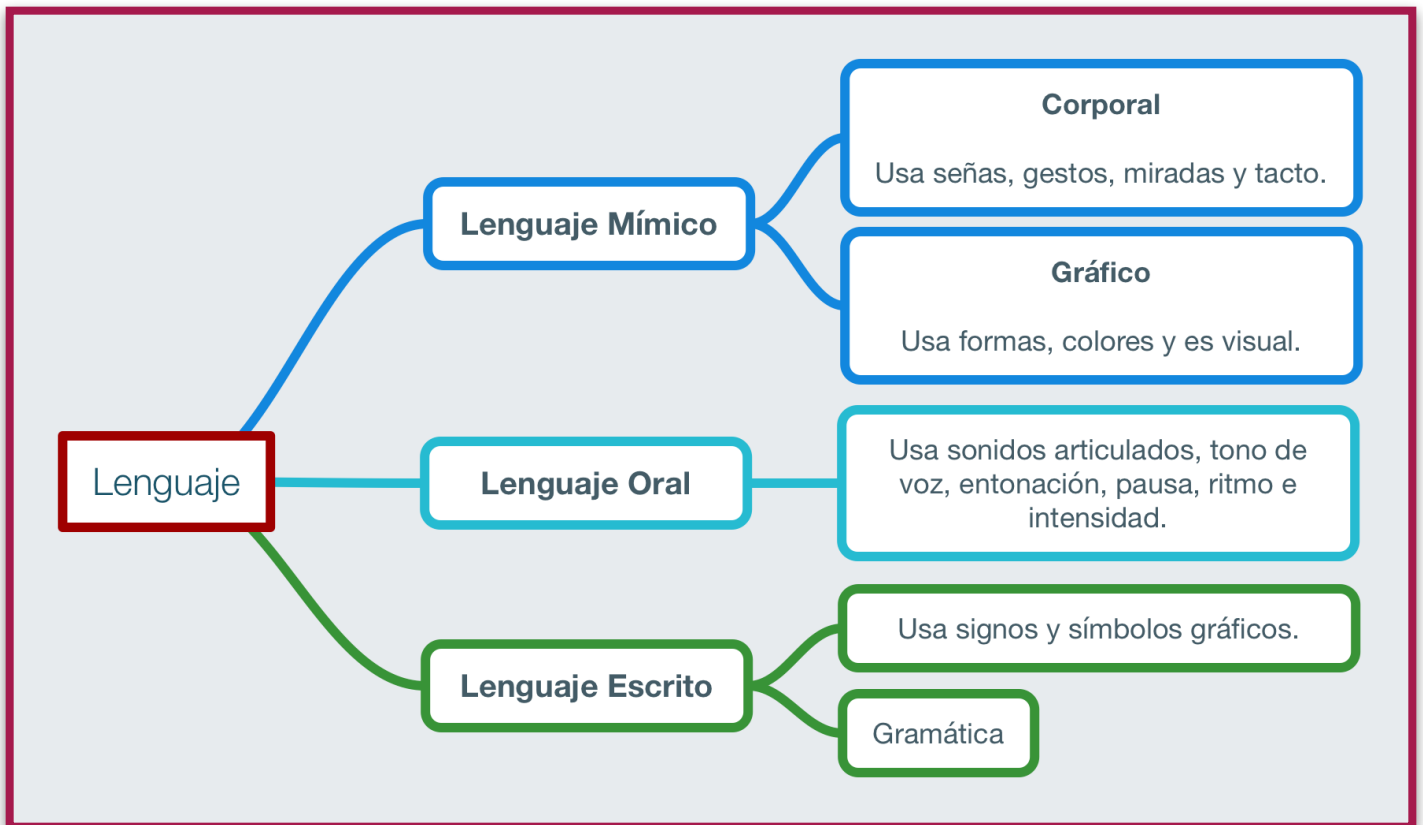 Lenguaje
Lenguaje Mímico
Corporal
Usa señas, gestos, miradas y tacto.
Gráfico
Usa formas, colores y es visual.
Lenguaje Oral
Usa sonidos articulados, tono de
voz, entonación, pausa, ritmo e
intensidad.
Lenguaje Escrito
Usa signos y símbolos gráficos.
Gramática